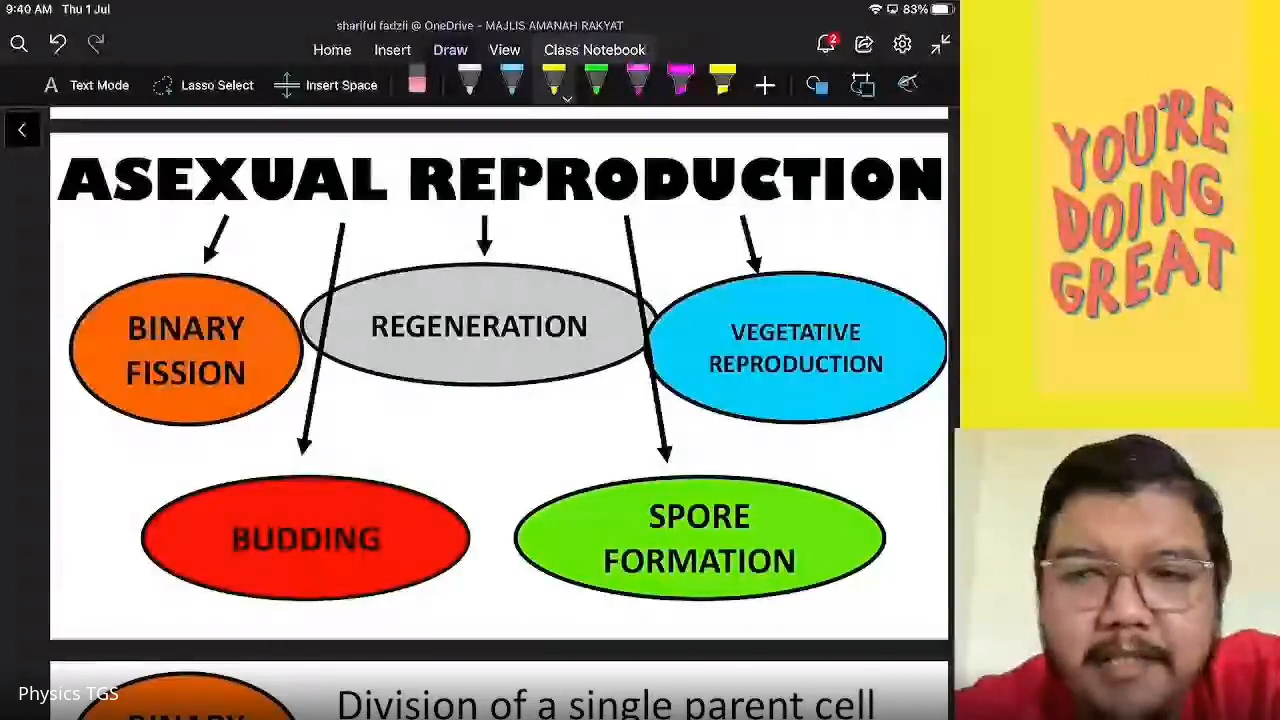 9:40 AM Thu 1 Jul
83%
shariful fadzli @ OneDrive - MAJLIS AMANAH RAKYAT
Home Insert Draw View Class Notebook
2
Text Mode Lasso Select Insert Space
ASEXUAL REPRODUCTION
BINARY
FISSION
REGENERATION
VEGETATIVE
REPRODUCTION
BUDDING
SPORE
FORMATION
BINARY
Division of a single parent cell
Physics TGS
YOU'RE
DOING
GREAT